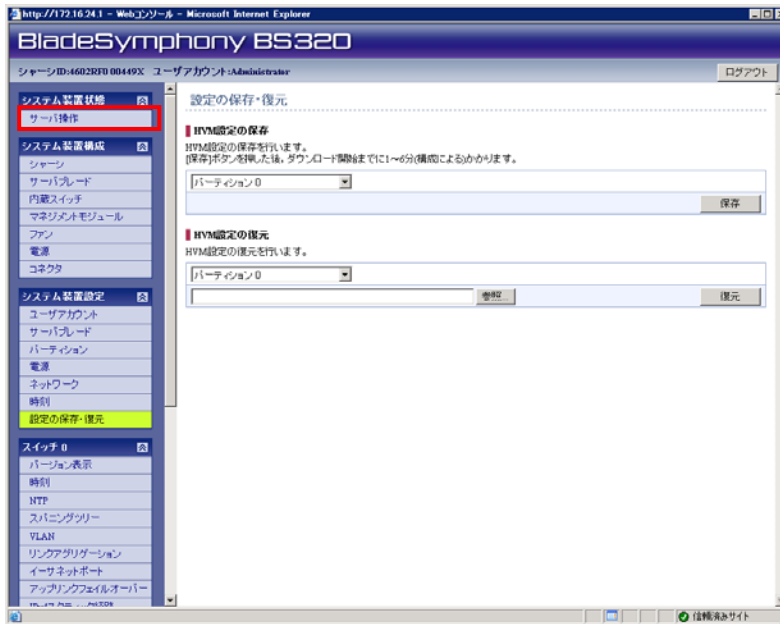 http://172.16.24.1 - Webコンソール - Microsoft Internet Explorer
BladeSymphony BS320
シャーシID:4602RF0 00449X ユーザアカウント:Administrator
ログアウト
システム装置状態
サーバ操作
システム装置構成
シャーシ
サーバブレード
内蔵スイッチ
マネジメントモジュール
ファン
電源
コネクタ
システム装置設定
ユーザアカウント
サーバブレード
パーティション
電源
ネットワーク
時刻
設定の保存・復元
スイッチ 0
バージョン表示
時刻
NTP
スパニングツリー
VLAN
リンクアグリゲーション
イーサネットポート
アップリンクフェイルオーバー
設定の保存・復元
HVM設定の保存
HVM設定の保存を行います。
[保存]ボタンを押した後、ダウンロード開始までに1～6分(構成による)かかります。
パーティション 0
保存
HVM設定の復元
HVM設定の復元を行います。
パーティション 0
参照...
復元
信頼済みサイト